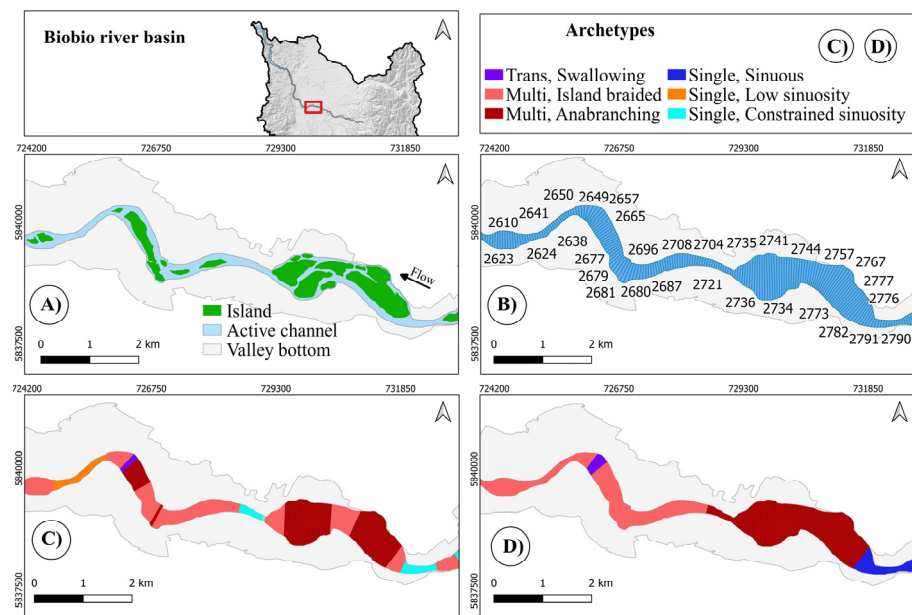 Biobio river basin
Archetypes
C) D)
Trans, Swallowing
Single, Sinuous
Multi, Island braided
Single, Low sinuosity
Multi, Anabranching
Single, Constrained sinuosity
724200 726750 729300 731850
5840000
5837500
Flow
A)
Island
Active channel
Valley bottom
0 1 2 km
724200 726750 729300 731850
5840000
5837500
2650 2649 2657
2641 2665
2610
2638
2623 2624 2677
2679
2681 2680 2687
2696 2708 2704 2735 2741 2744 2757
2767
2777
2776
2721
2736 2734 2773
2782 2791 2790
B)
0 1 2 km
724200 726750 729300 731850
5840000
5837500
C)
0 1 2 km
724200 726750 729300 731850
5840000
5837500
D)
0 1 2 km